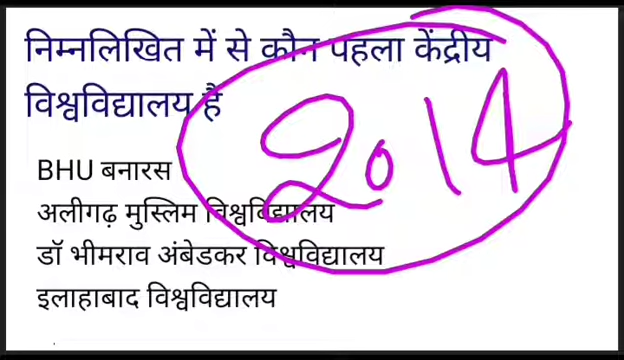 निम्नलिखित में से कौन पहला केंद्रीय
विश्वविद्यालय है
2014
BHU बनारस
अलीगढ़ मुस्लिम विश्वविद्यालय
डॉ भीमराव अंबेडकर विश्वविद्यालय
इलाहाबाद विश्वविद्यालय